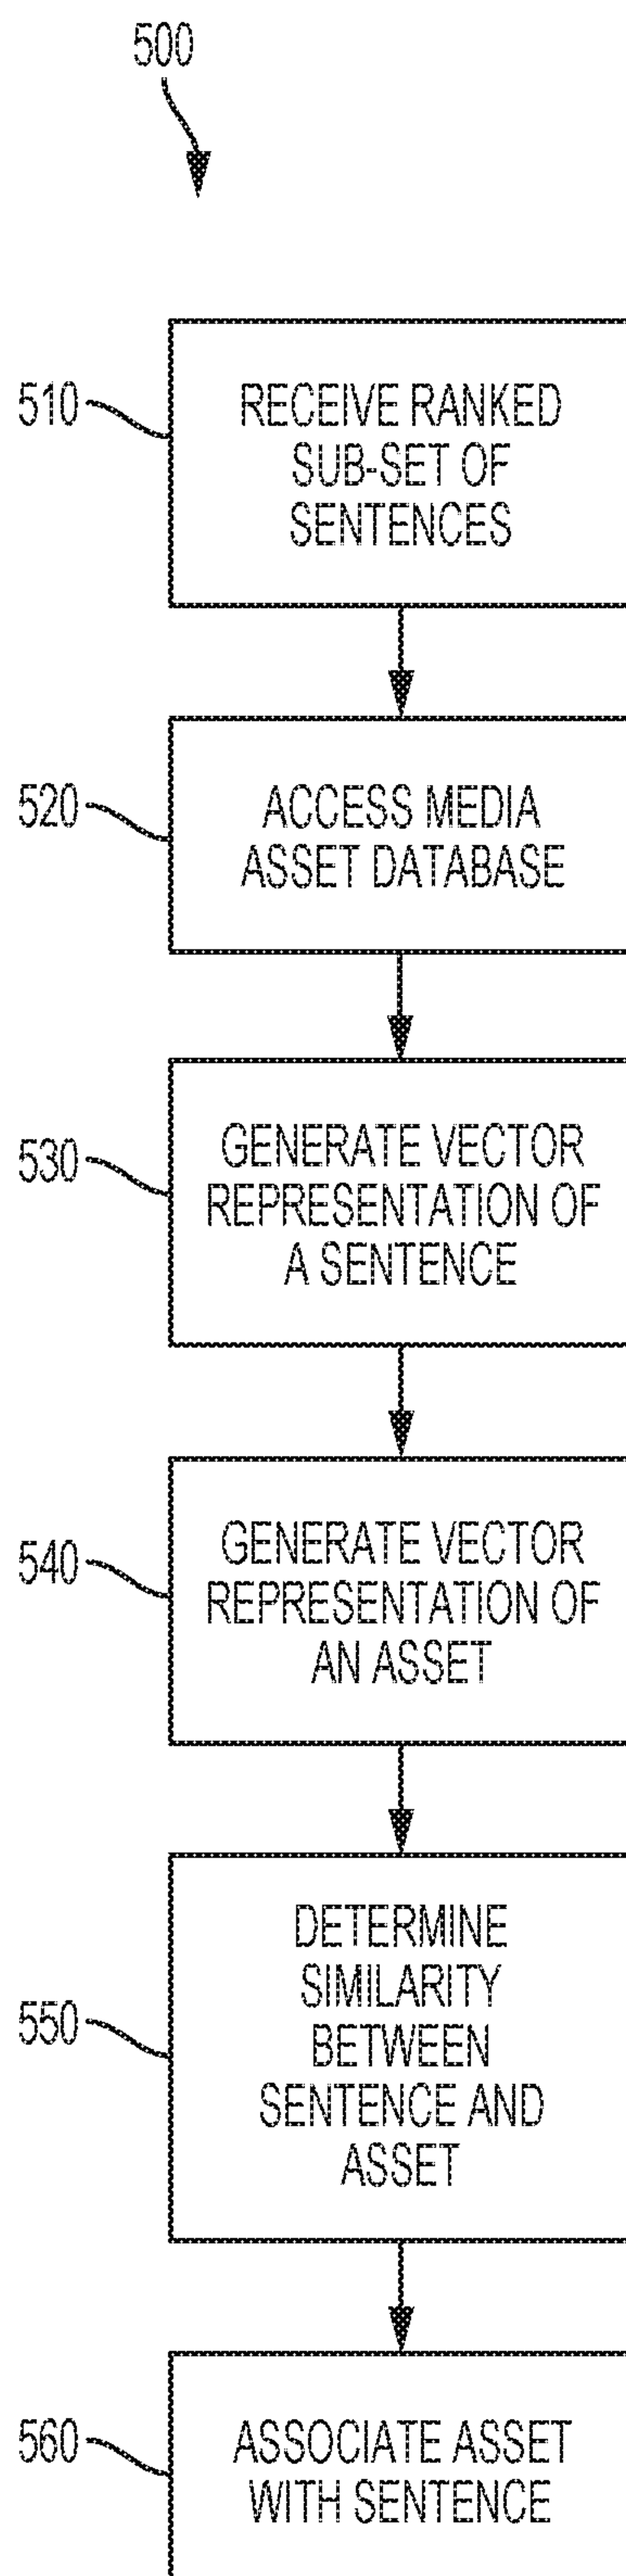 500
510
RECEIVE RANKED
SUB-SET OF
SENTENCES
520
ACCESS MEDIA
ASSET DATABASE
530
GENERATE VECTOR
REPRESENTATION OF
A SENTENCE
540
GENERATE VECTOR
REPRESENTATION OF
AN ASSET
550
DETERMINE
SIMILARITY
BETWEEN
SENTENCE AND
ASSET
560
ASSOCIATE ASSET
WITH SENTENCE